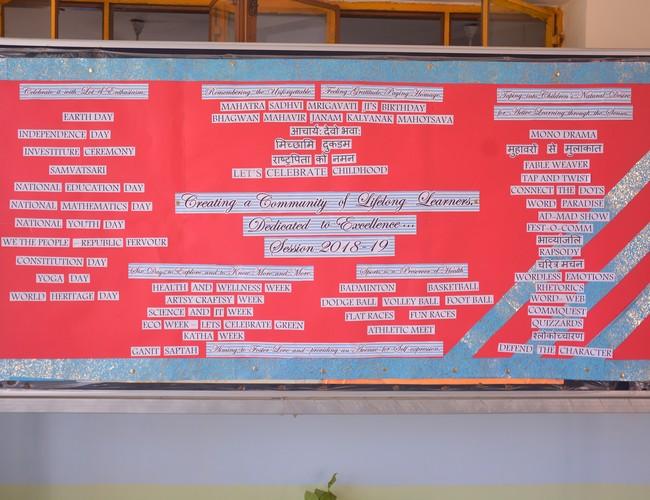 Celebrate it with Lot of Enthusiasm.
EARTH DAY
INDEPENDENCE DAY
INVESTITURE CEREMONY
SAMVATSARI
NATIONAL EDUCATION DAY
NATIONAL MATHEMATICS DAY
NATIONAL YOUTH DAY
WE THE PEOPLE - REPUBLIC FERVOUR
CONSTITUTION DAY
YOGA DAY
WORLD HERITAGE DAY
Remembering the Unforgettable Feeling Gratitude Paying Homage
MAHATRA SADHVI MRIGAVATI JI'S BIRTHDAY
BHAGWAN MAHAVIR JANAM KALYANAK MAHOTSAVA
आचार्य: देवो भवा:
मिच्छामि दुकड़म
राष्ट्रपिता को नमन
LET'S CELEBRATE CHILDHOOD
Creating a Community of Lifelong Learners.
Dedicated to Excellence...
Session 2018-19
Six Days to Explore and to Know More and More
HEALTH AND WELLNESS WEEK
ARTSY CRAFTSY WEEK
SCIENCE AND IT WEEK
ECO WEEK - LETS CELEBRATE GREEN
KATHA WEEK
GANIT SAPTAH
Sports is a Preserver of Health
BADMINTON BASKETBALL
DODGE BALL VOLLEY BALL FOOT BALL
FLAT RACES FUN RACES
ATHLETIC MEET
Aiming to Foster Love and providing an Avenue for Self expression.
Taping into Children's Natural Desire
for Active Learning through the Senses
MONO DRAMA
मुहावरो से मुलाकात
FABLE WEAVER
TAP AND TWIST
CONNECT THE DOTS
WORD PARADISE
AD-MAD SHOW
FEST-O-COMM
भाव्यांजलि
RAPSODY
चरित्र मंचन
WORDLESS EMOTIONS
RHETORICS
WORD-WEB
COMMQUEST
QUIZZARDS
श्लोकोच्चारण
DEFEND THE CHARACTER